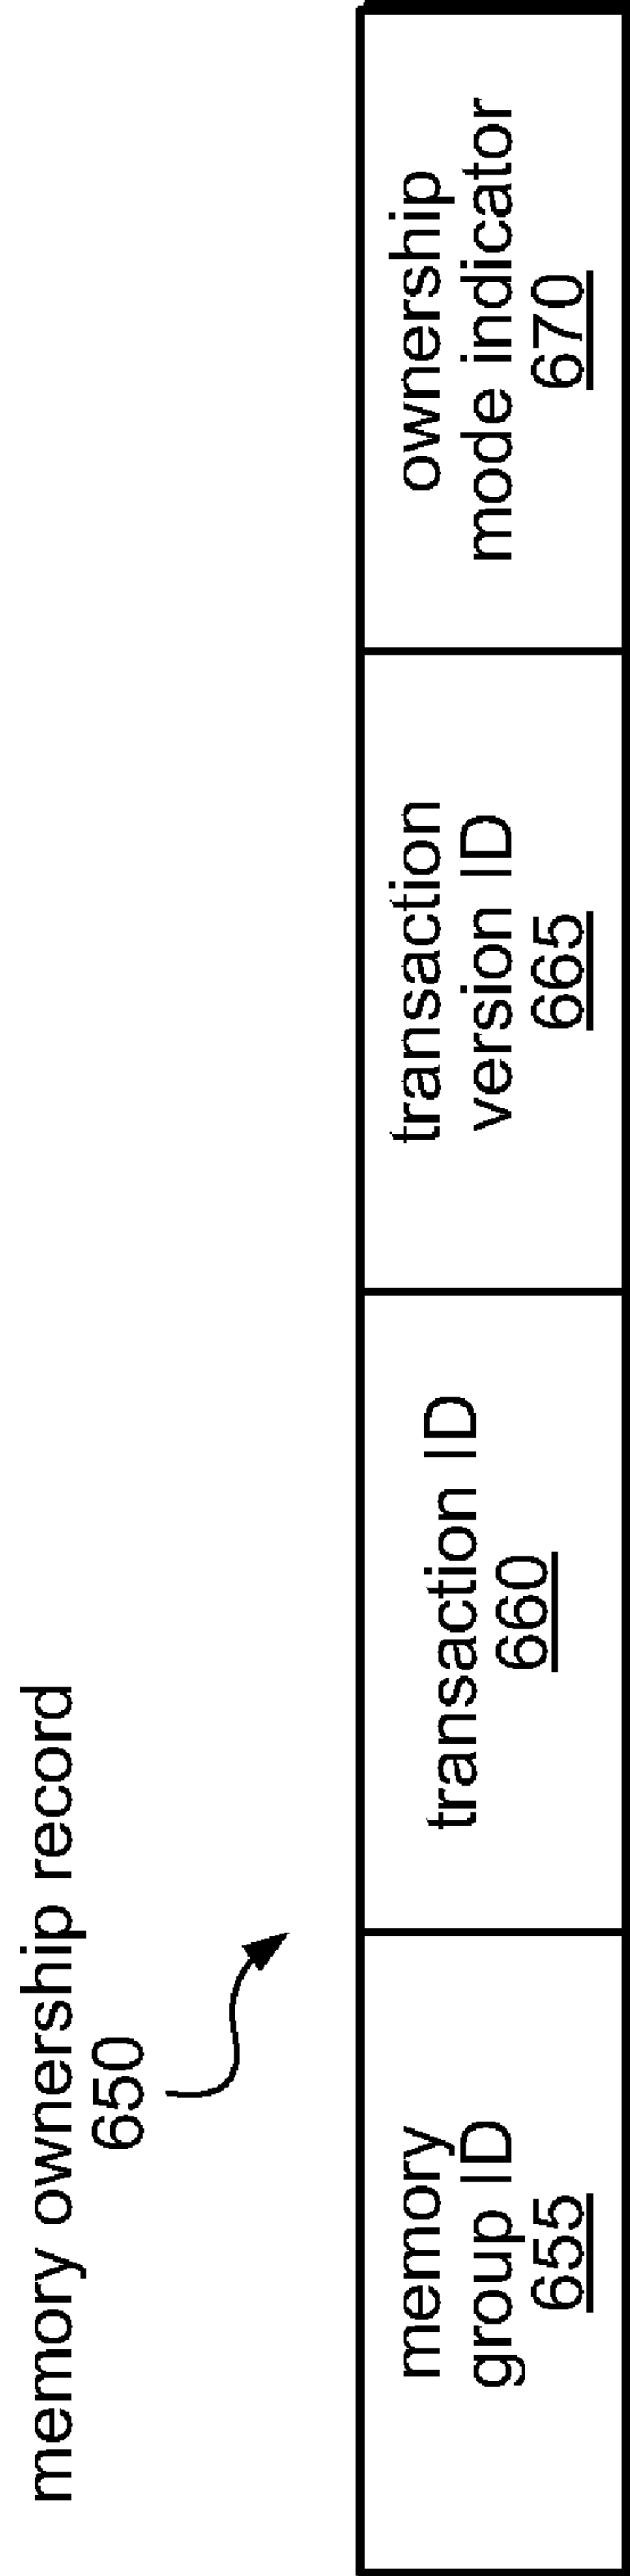 memory ownership record
650
memory
group ID
655
transaction ID
660
transaction
version ID
665
ownership
mode indicator
670